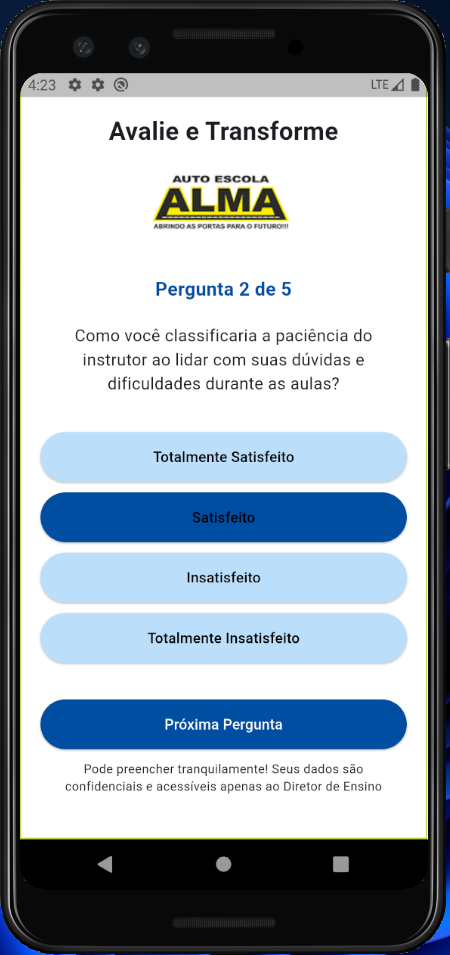 4:23
LTE
Avalie e Transforme
AUTO ESCOLA
ALMA
ABRINDO AS PORTAS PARA O FUTURO!!!
Pergunta 2 de 5
Como você classificaria a paciência do
instrutor ao lidar com suas dúvidas e
dificuldades durante as aulas?
Totalmente Satisfeito
Satisfeito
Insatisfeito
Totalmente Insatisfeito
Próxima Pergunta
Pode preencher tranquilamente! Seus dados são
confidenciais e acessíveis apenas ao Diretor de Ensino